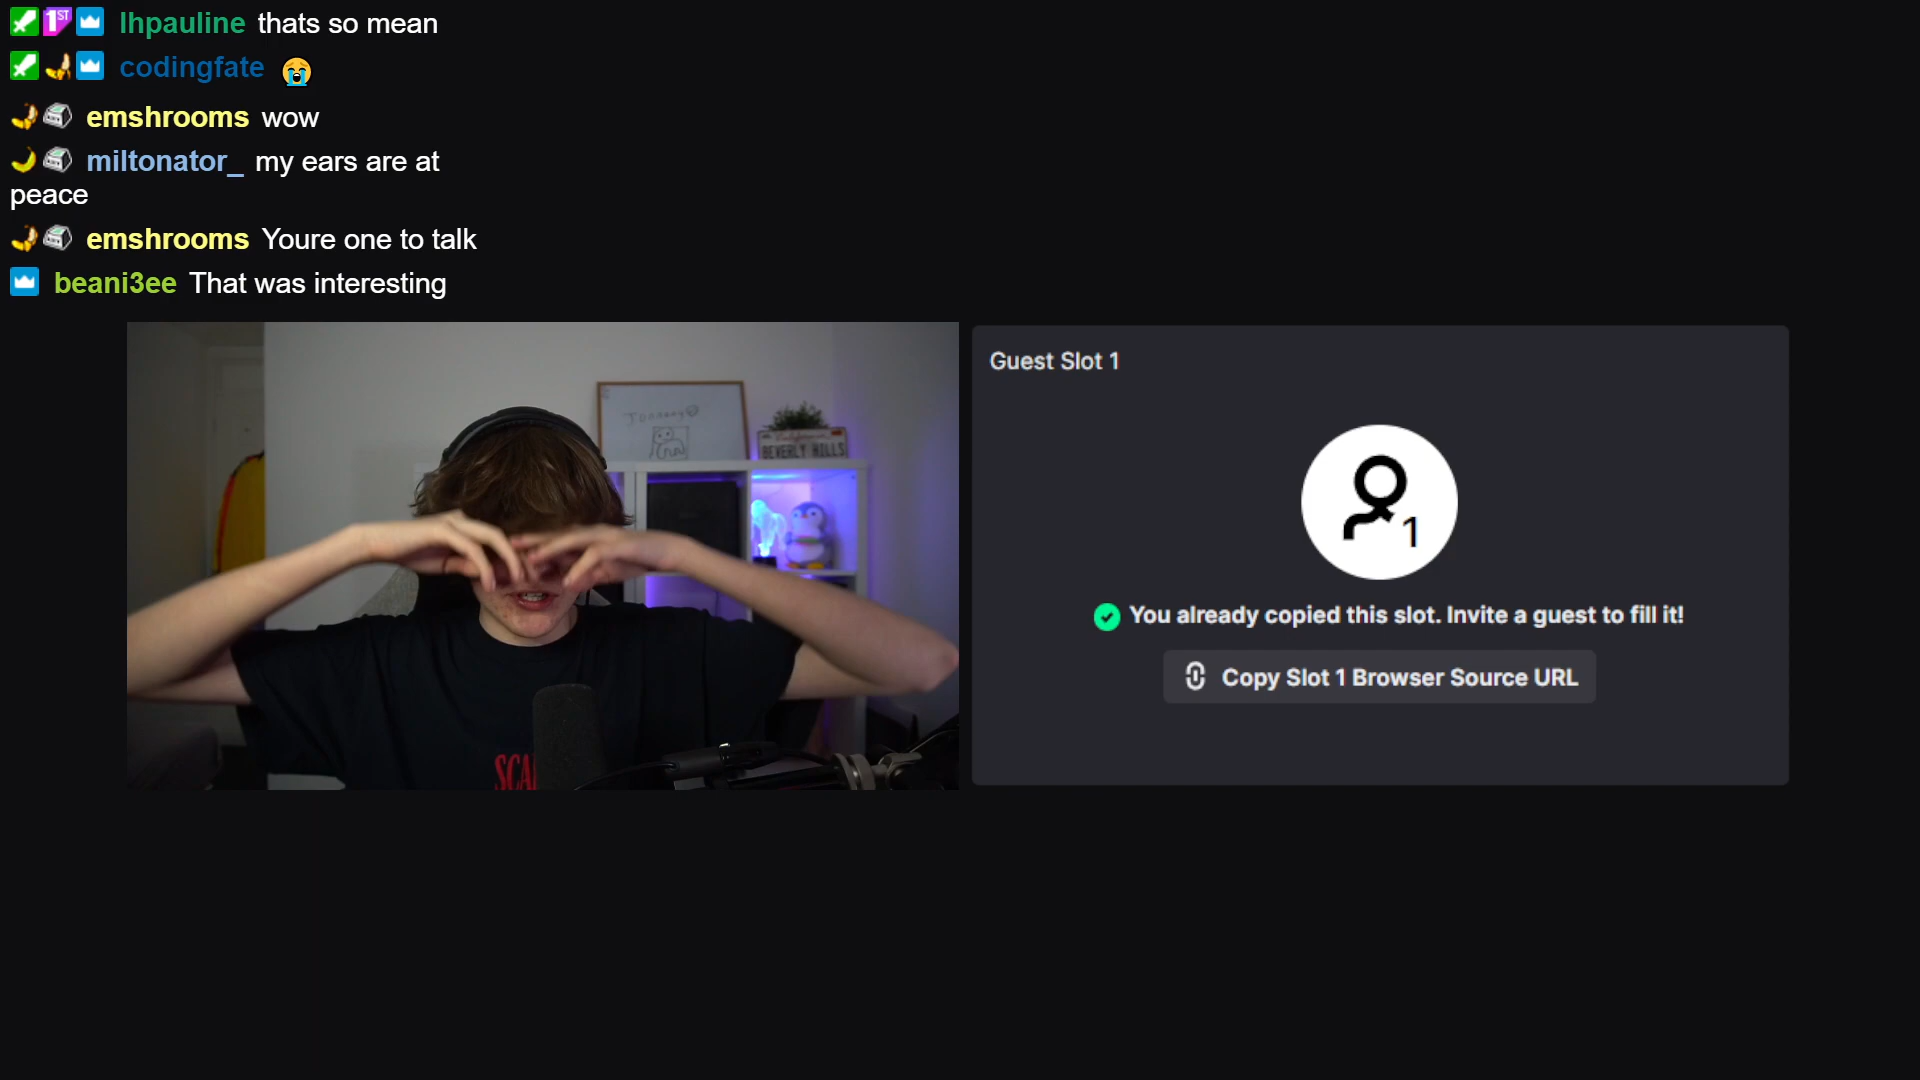 1ST lhpauline thats so mean
codingfate 😭
emshrooms wow
miltonator_ my ears are at
peace
emshrooms Youre one to talk
beani3ee That was interesting
Guest Slot 1
BEVERLY HILLS
1
You already copied this slot. Invite a guest to fill it!
Copy Slot 1 Browser Source URL